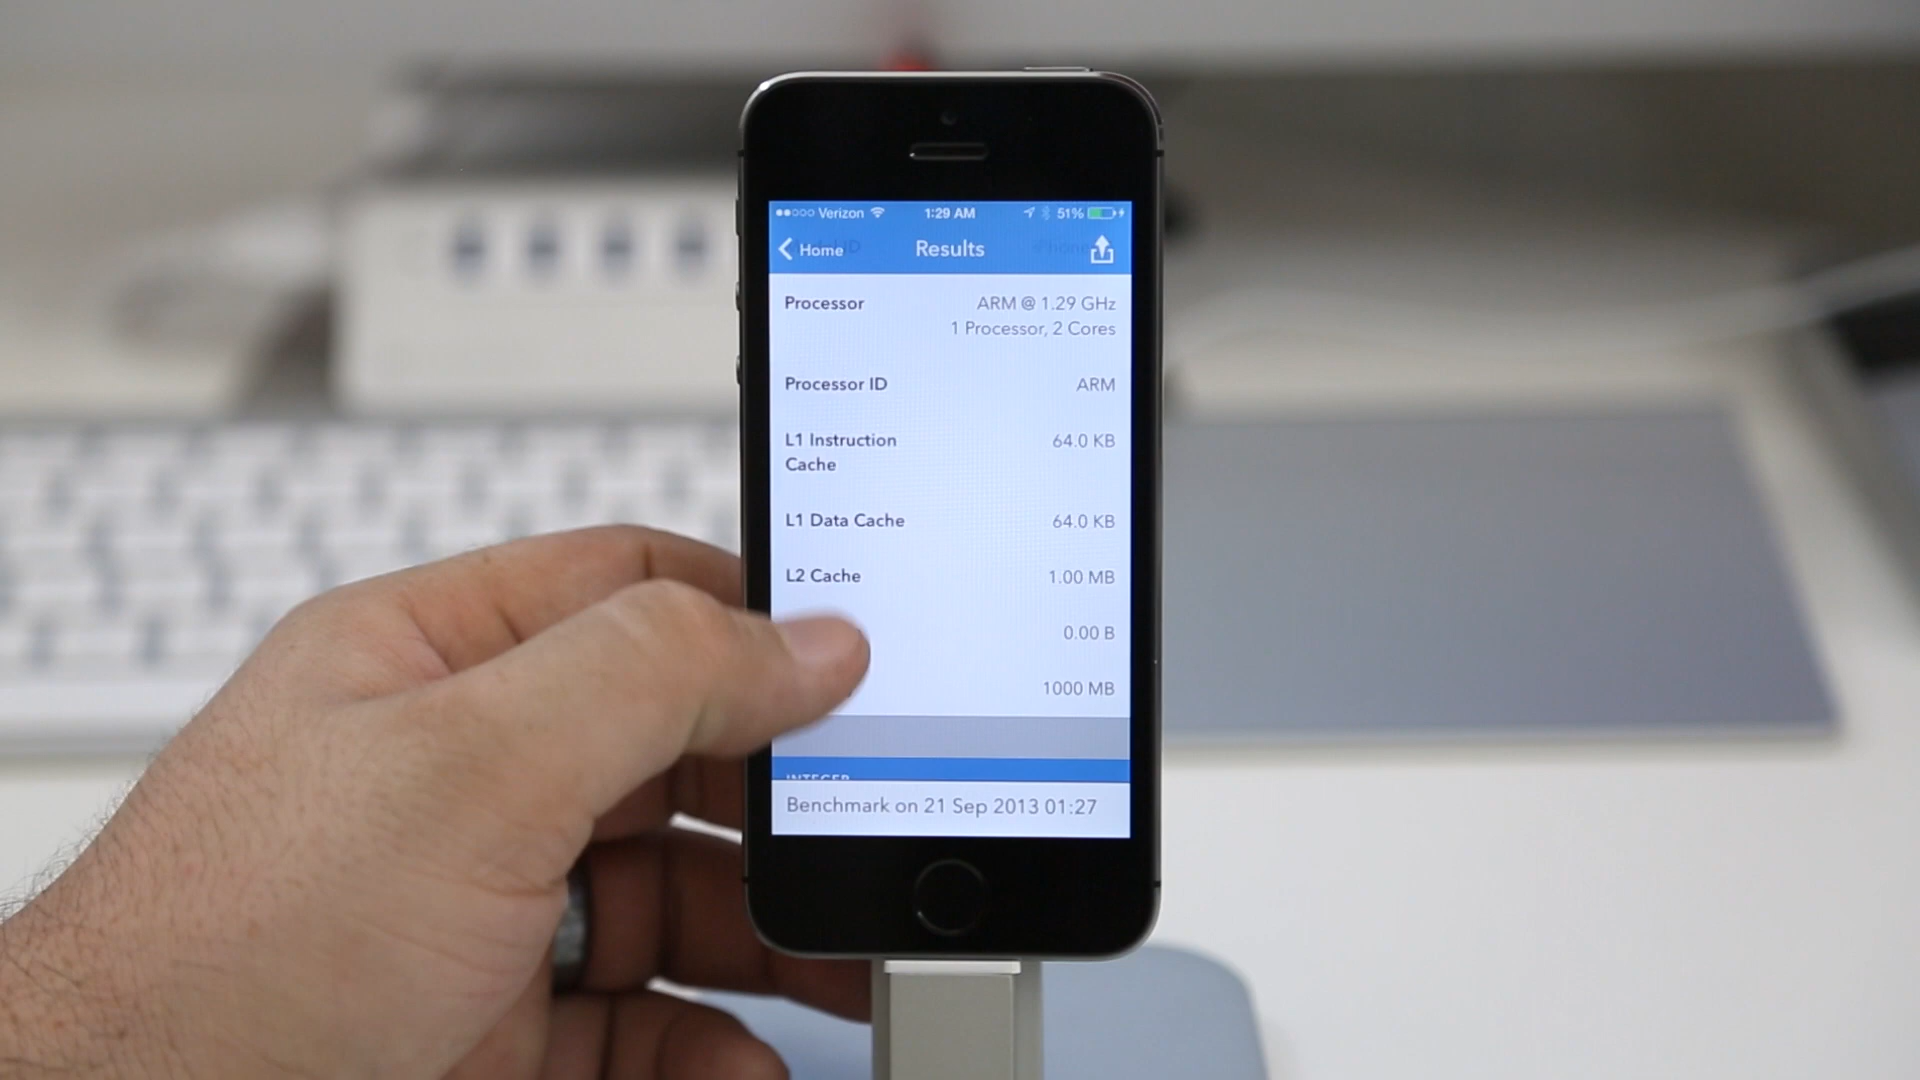 Verizon 1:29 AM 51%
Home Results
Processor ARM @ 1.29 GHz
1 Processor, 2 Cores
Processor ID ARM
L1 Instruction 64.0 KB
Cache
L1 Data Cache 64.0 KB
L2 Cache 1.00 MB
0.00 B
1000 MB
INTEGER
Benchmark on 21 Sep 2013 01:27